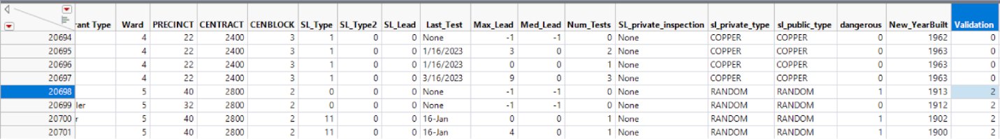 rant Type Ward PRECINCT CENTRACT CENBLOCK SL_Type SL_Type2 SL_Lead Last_Test Max_Lead Med_Lead Num_Tests SL_private_inspection sl_private_type sl_public_type dangerous New_YearBuilt Validation
20694 4 22 2400 3 1 0 0 None -1 -1 0 None COPPER COPPER 0 1962 0
20695 4 22 2400 3 1 0 0 1/16/2023 3 0 2 None COPPER COPPER 0 1963 0
20696 4 22 2400 3 1 0 0 1/16/2023 0 0 1 None COPPER COPPER 0 1963 0
20697 4 22 2400 3 1 0 0 3/16/2023 9 0 3 None COPPER COPPER 0 1963 0
20698 5 40 2800 2 0 0 0 None -1 -1 0 None RANDOM RANDOM 1 1913 2
20699 ler 5 32 2800 2 0 0 0 None -1 -1 0 None RANDOM RANDOM 1 1912 2
20700 r 5 40 2800 2 11 0 0 16-Jan 0 0 1 None RANDOM RANDOM 1 1902 2
20701 5 40 2800 2 11 0 0 16-Jan 4 0 1 None RANDOM RANDOM 1 1900 2